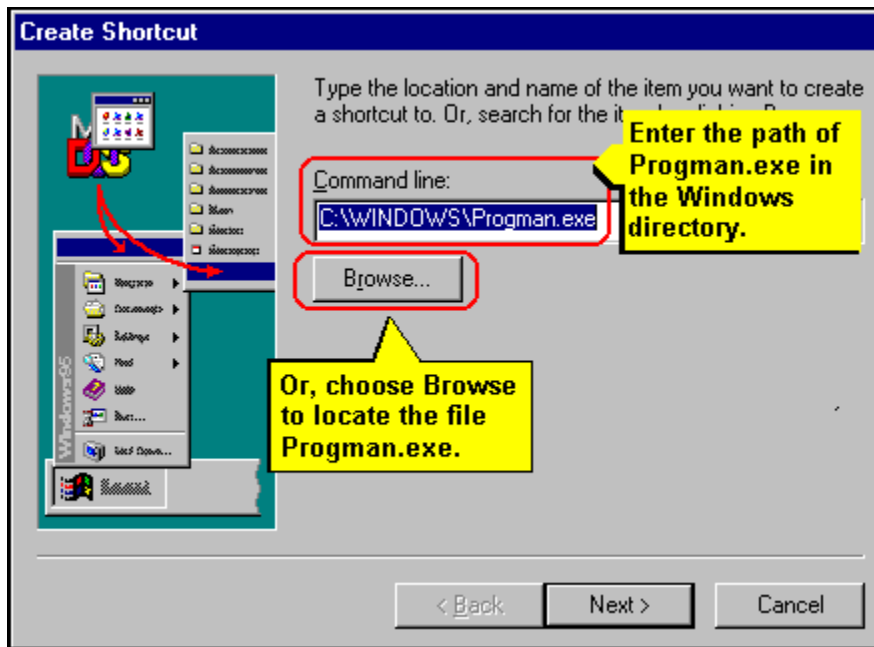 Create Shortcut
Type the location and name of the item you want to create
a shortcut to. Or, search for the
Enter the path of
Progman.exe in
the Windows
directory.
Command line:
C:\WINDOWS\Progman.exe
Browse...
Or, choose Browse
to locate the file
Progman.exe.
Windows95
< Back
Next >
Cancel